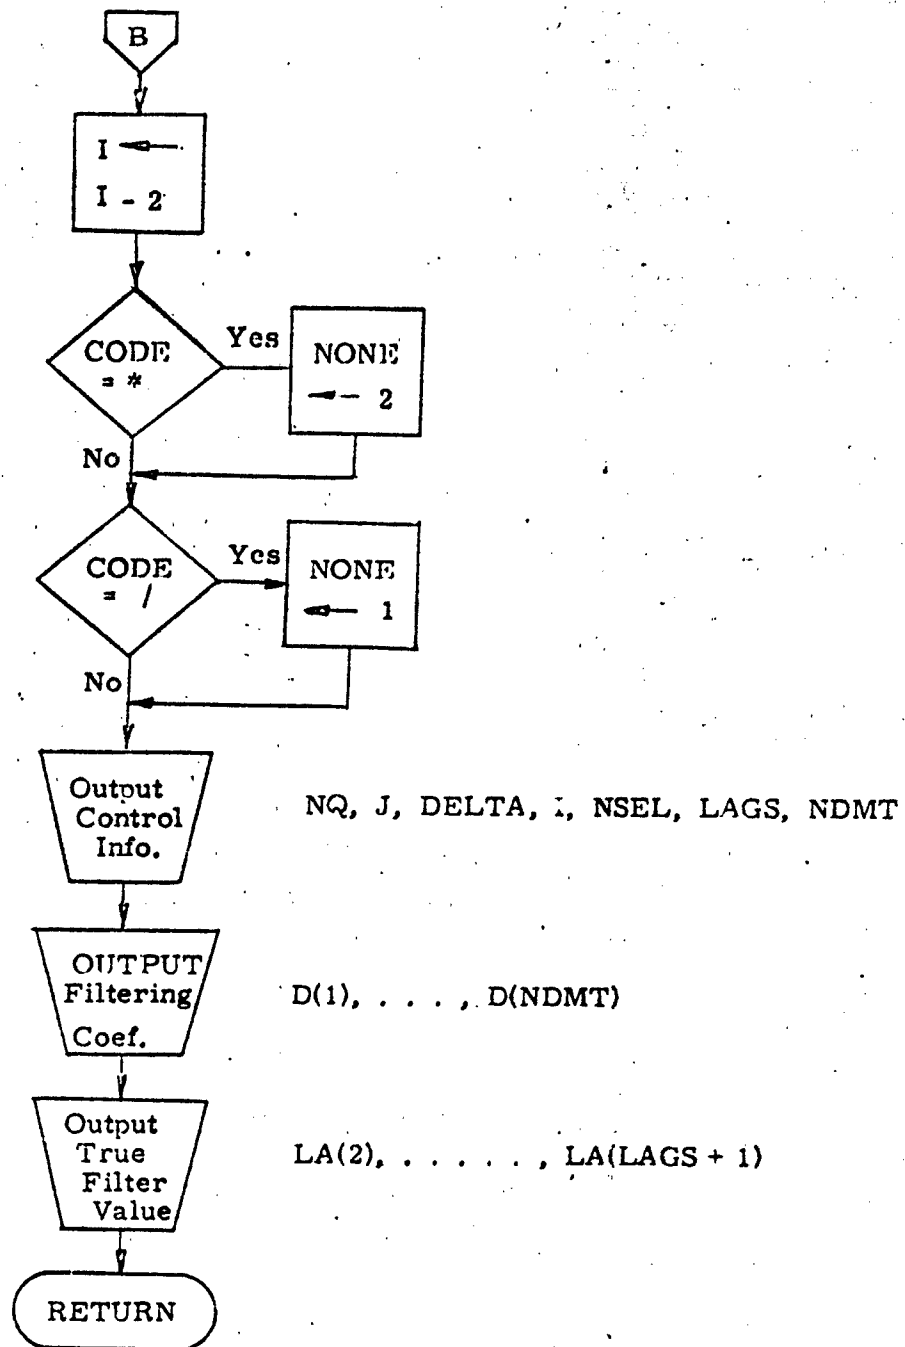 B
I ←
I - 2
CODE
= *
Yes
NONE
← 2
No
CODE
= /
Yes
NONE
← 1
No
Output
Control
Info.
NQ, J, DELTA, I, NSEL, LAGS, NDMT
OUTPUT
Filtering
Coef.
D(1), . . . , D(NDMT)
Output
True
Filter
Value
LA(2), . . . . . . , LA(LAGS + 1)
RETURN